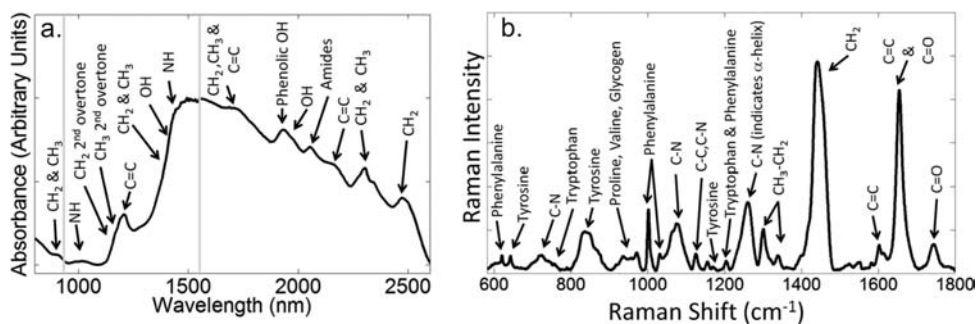 a.
Absorbance (Arbitrary Units)
CH2 & CH3
NH
CH2 2nd overtone
CH3 2nd overtone
CH2 & CH3
C=C
OH
NH
CH2, CH3 &
C=C
Phenolic OH
OH
Amides
C=C
CH2 & CH3
CH2
1000 1500 2000 2500
Wavelength (nm)
b.
Raman Intensity
Phenylalanine
Tyrosine
C-N
Tryptophan
Tyrosine
Proline, Valine, Glycogen
Phenylalanine
C-N
C-C,C-N
Tyrosine
Tryptophan & Phenylalanine
C-N (indicates α-helix)
CH3-CH2
CH2
C=C
C=C
&
C=O
C=O
600 800 1000 1200 1400 1600 1800
Raman Shift (cm-1)